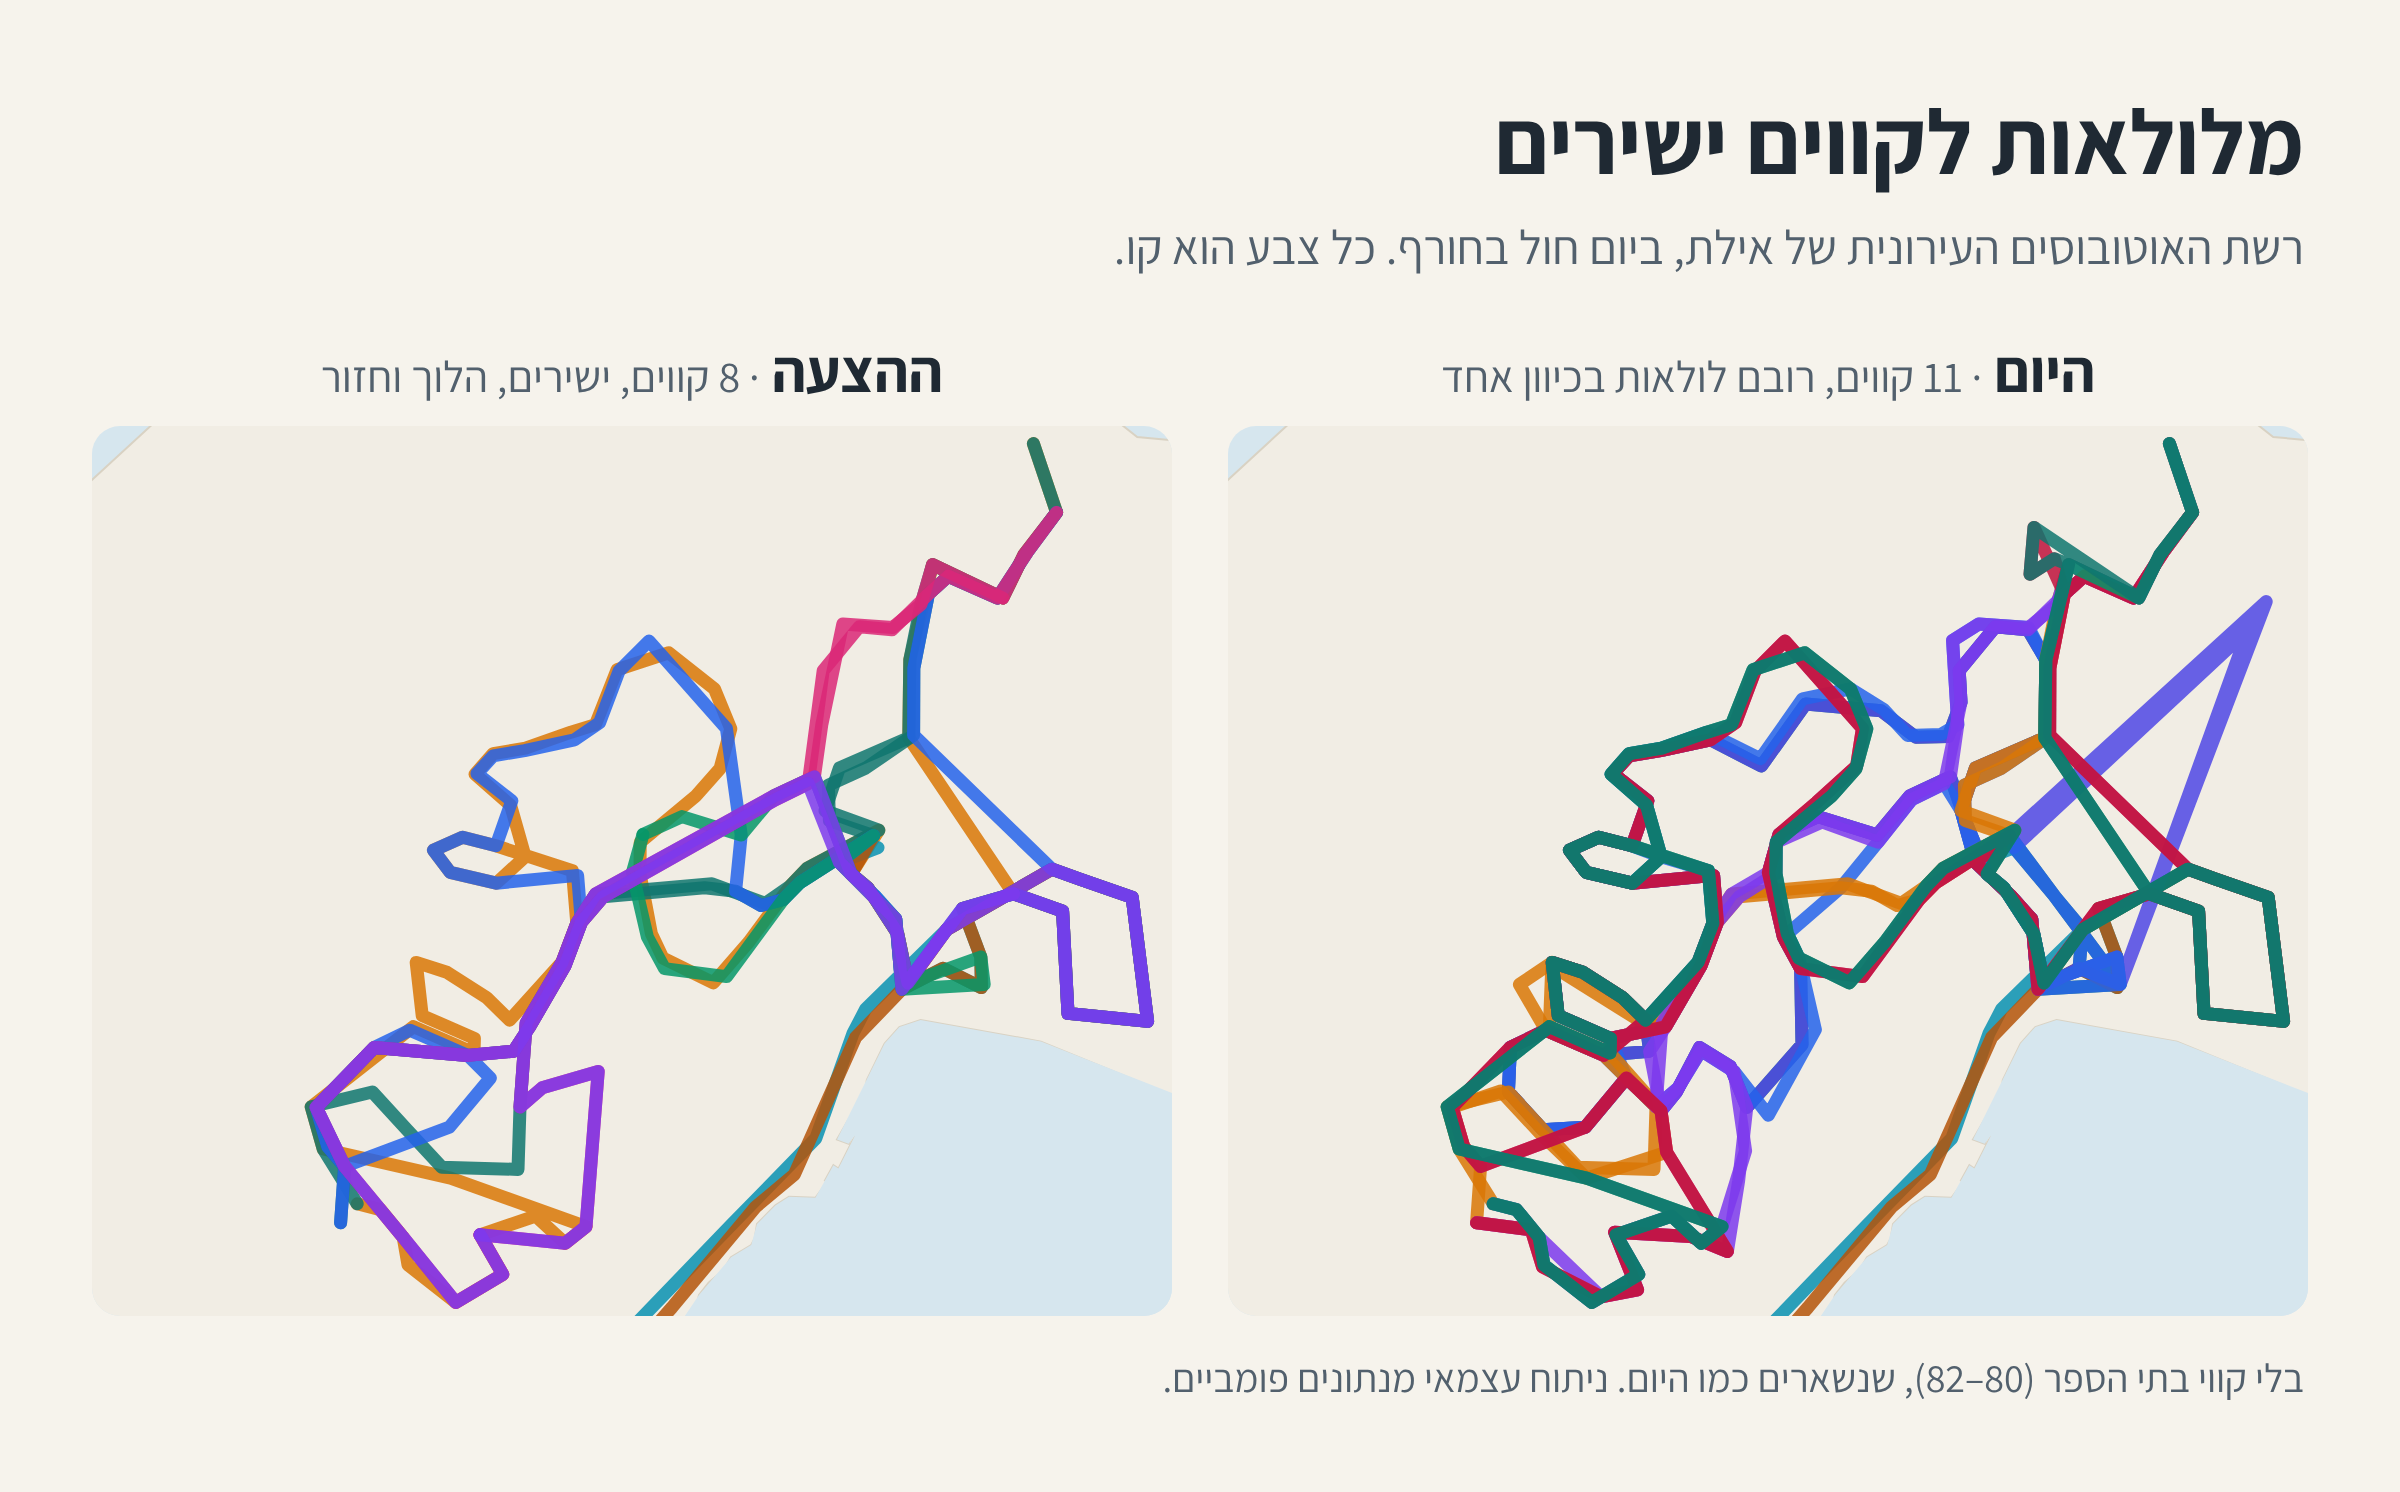 מלולאות לקווים ישירים
רשת האוטובוסים העירונית של אילת, ביום חול בחורף. כל צבע הוא קו.
היום · 11 קווים, רובם לולאות בכיוון אחד
ההצעה · 8 קווים, ישירים, הלוך וחזור
בלי קווי בתי הספר (80–82), שנשארים כמו היום. ניתוח עצמאי מנתונים פומביים.